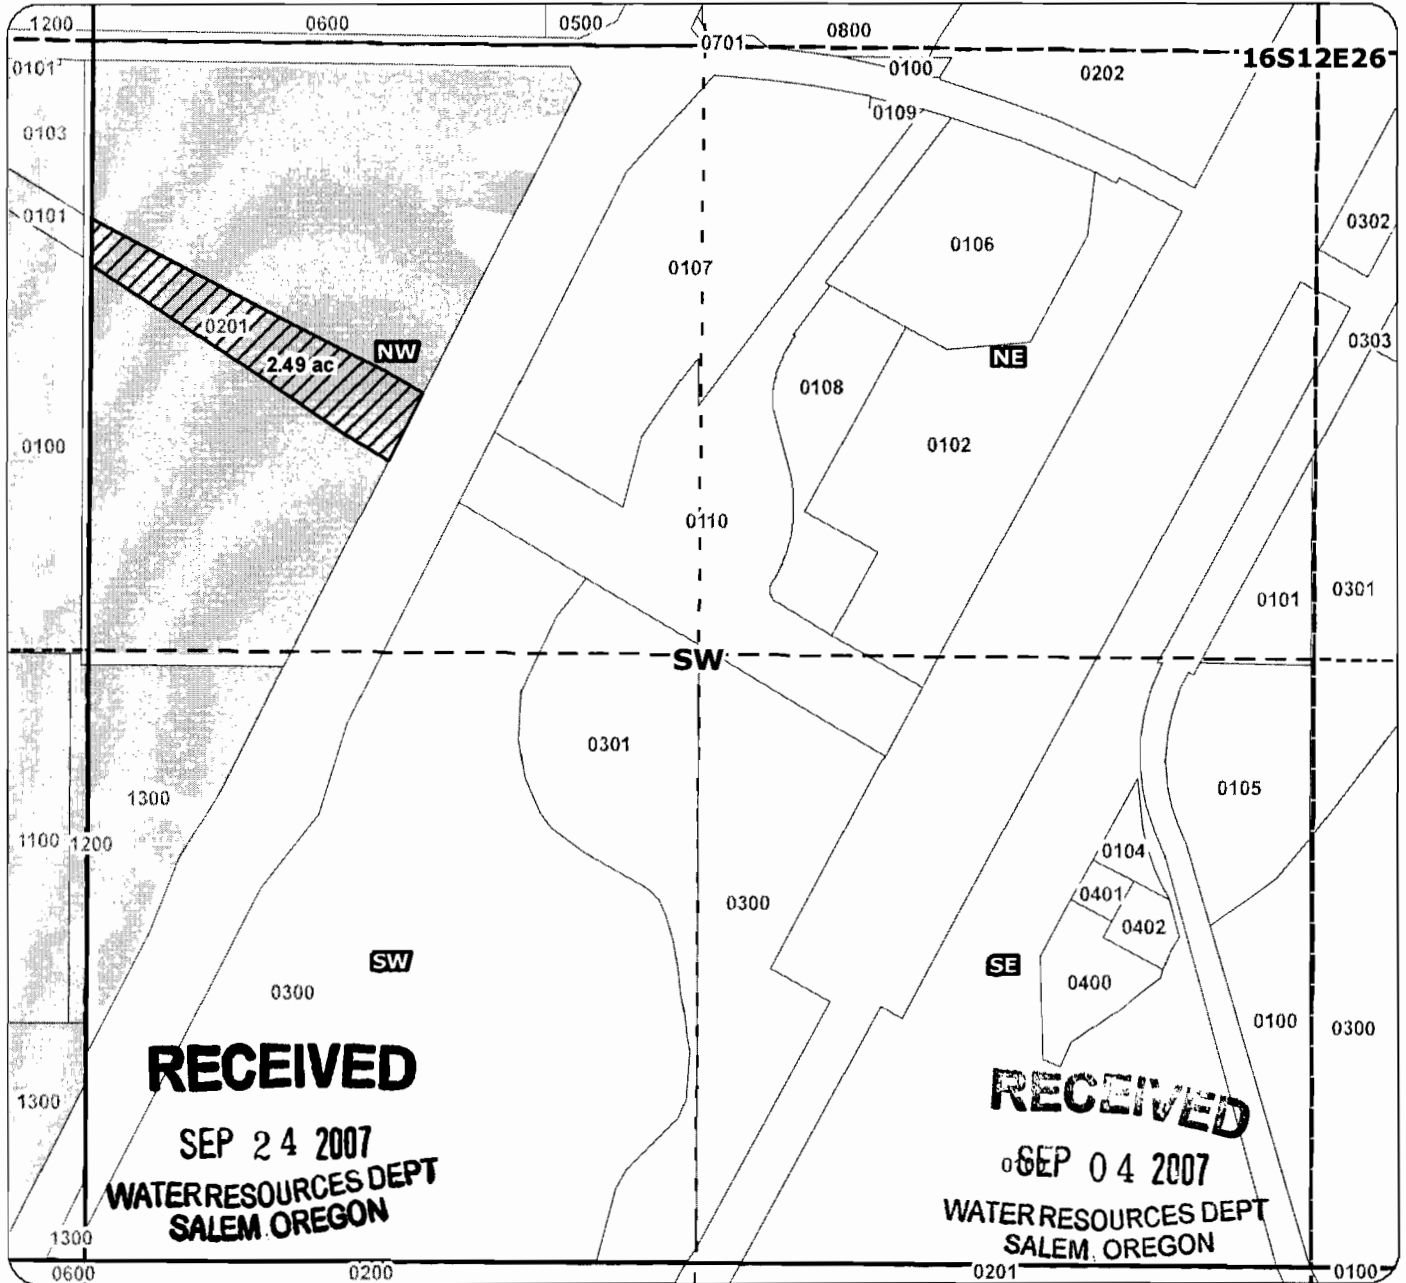 1200 0600 0500 0701 0800
16S12E26
0101 0100 0202
0109
0103
0101 0302
0106
0107
0201
NW
2.49 ac
NE
0303
0108
0100 0102
0110
0101 0301
SW
0301
1300 0105
1100 1200
0104
0401
0300
0402
SW SE
0300 0400
0100 0300
RECEIVED
SEP 24 2007
WATER RESOURCES DEPT
SALEM, OREGON
RECEIVED
SEP 04 2007
WATER RESOURCES DEPT
SALEM, OREGON
1300
1300
0600 0200 0201 0100